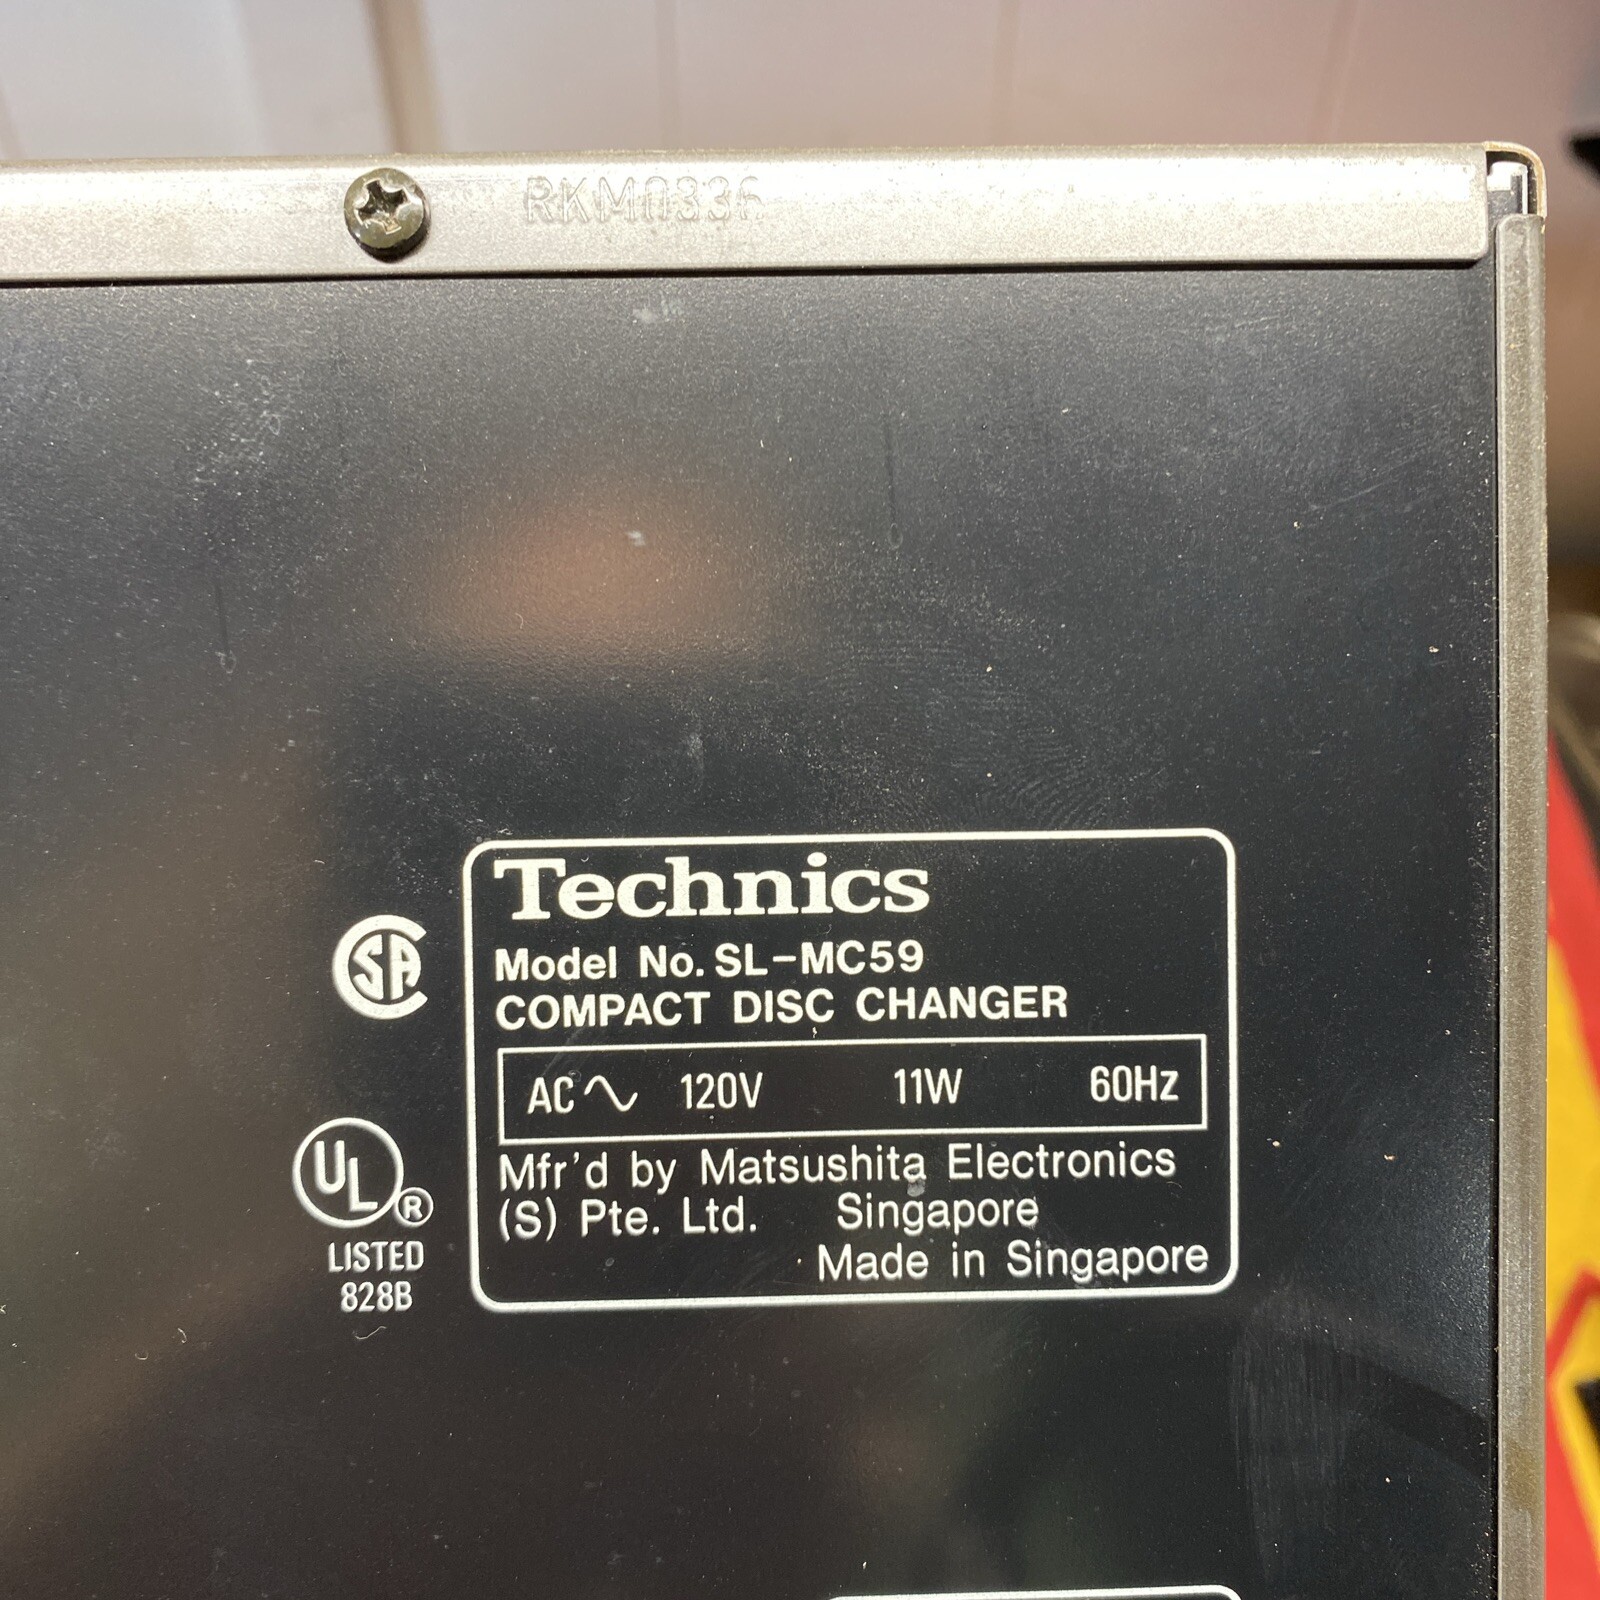 RKM0336
Technics
Model No. SL-MC59
COMPACT DISC CHANGER
AC 120V 11W 60Hz
Mfr'd by Matsushita Electronics
(S) Pte. Ltd. Singapore
Made in Singapore
SA
UL ®
LISTED
828B